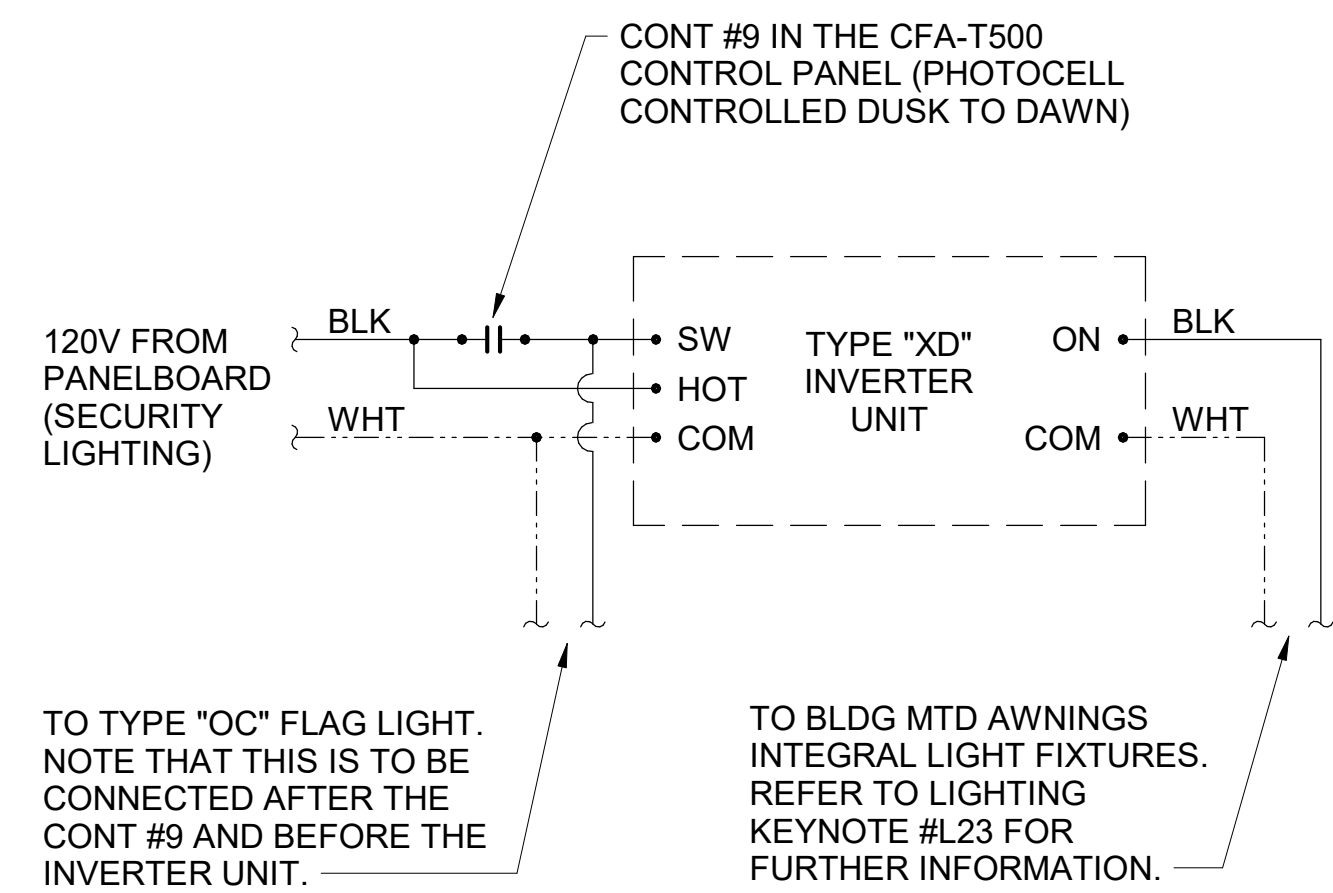 CONT #9 IN THE CFA-T500
CONTROL PANEL (PHOTOCELL
CONTROLLED DUSK TO DAWN)
120V FROM
PANELBOARD
(SECURITY
LIGHTING)
BLK
WHT
SW
HOT
COM
TYPE "XD"
INVERTER
UNIT
ON
COM
BLK
WHT
TO TYPE "OC" FLAG LIGHT.
NOTE THAT THIS IS TO BE
CONNECTED AFTER THE
CONT #9 AND BEFORE THE
INVERTER UNIT.
TO BLDG MTD AWNINGS
INTEGRAL LIGHT FIXTURES.
REFER TO LIGHTING
KEYNOTE #L23 FOR
FURTHER INFORMATION.